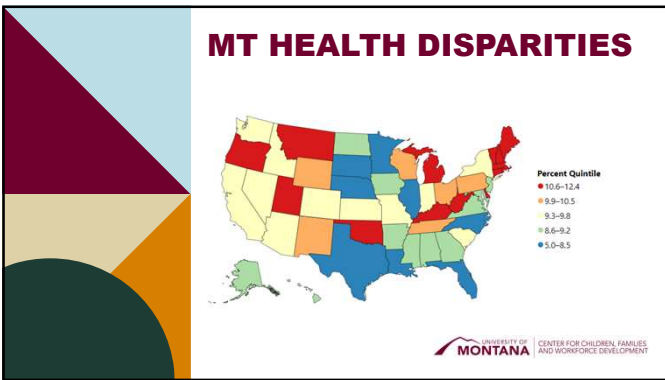 MT HEALTH DISPARITIES
Percent Quintile
10.6–12.4
9.9–10.5
9.3–9.8
8.6–9.2
5.0–8.5
UNIVERSITY OF
MONTANA
CENTER FOR CHILDREN, FAMILIES
AND WORKFORCE DEVELOPMENT